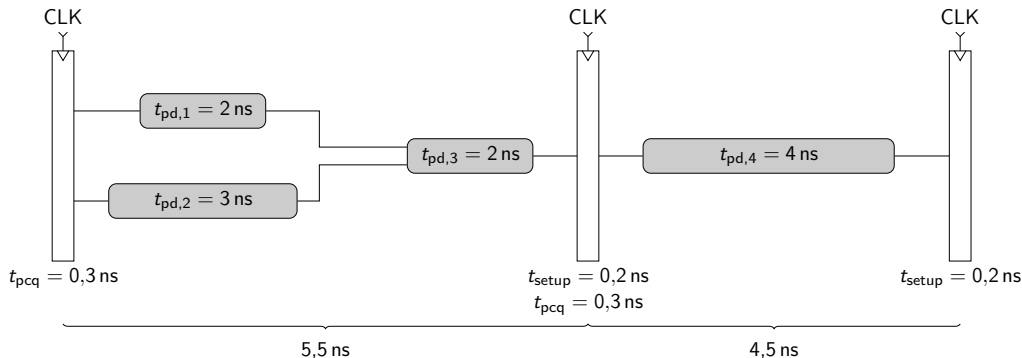 CLK CLK CLK
t_pd,1 = 2 ns
t_pd,3 = 2 ns t_pd,4 = 4 ns
t_pd,2 = 3 ns
t_pcq = 0,3 ns t_setup = 0,2 ns t_setup = 0,2 ns
t_pcq = 0,3 ns
5,5 ns 4,5 ns